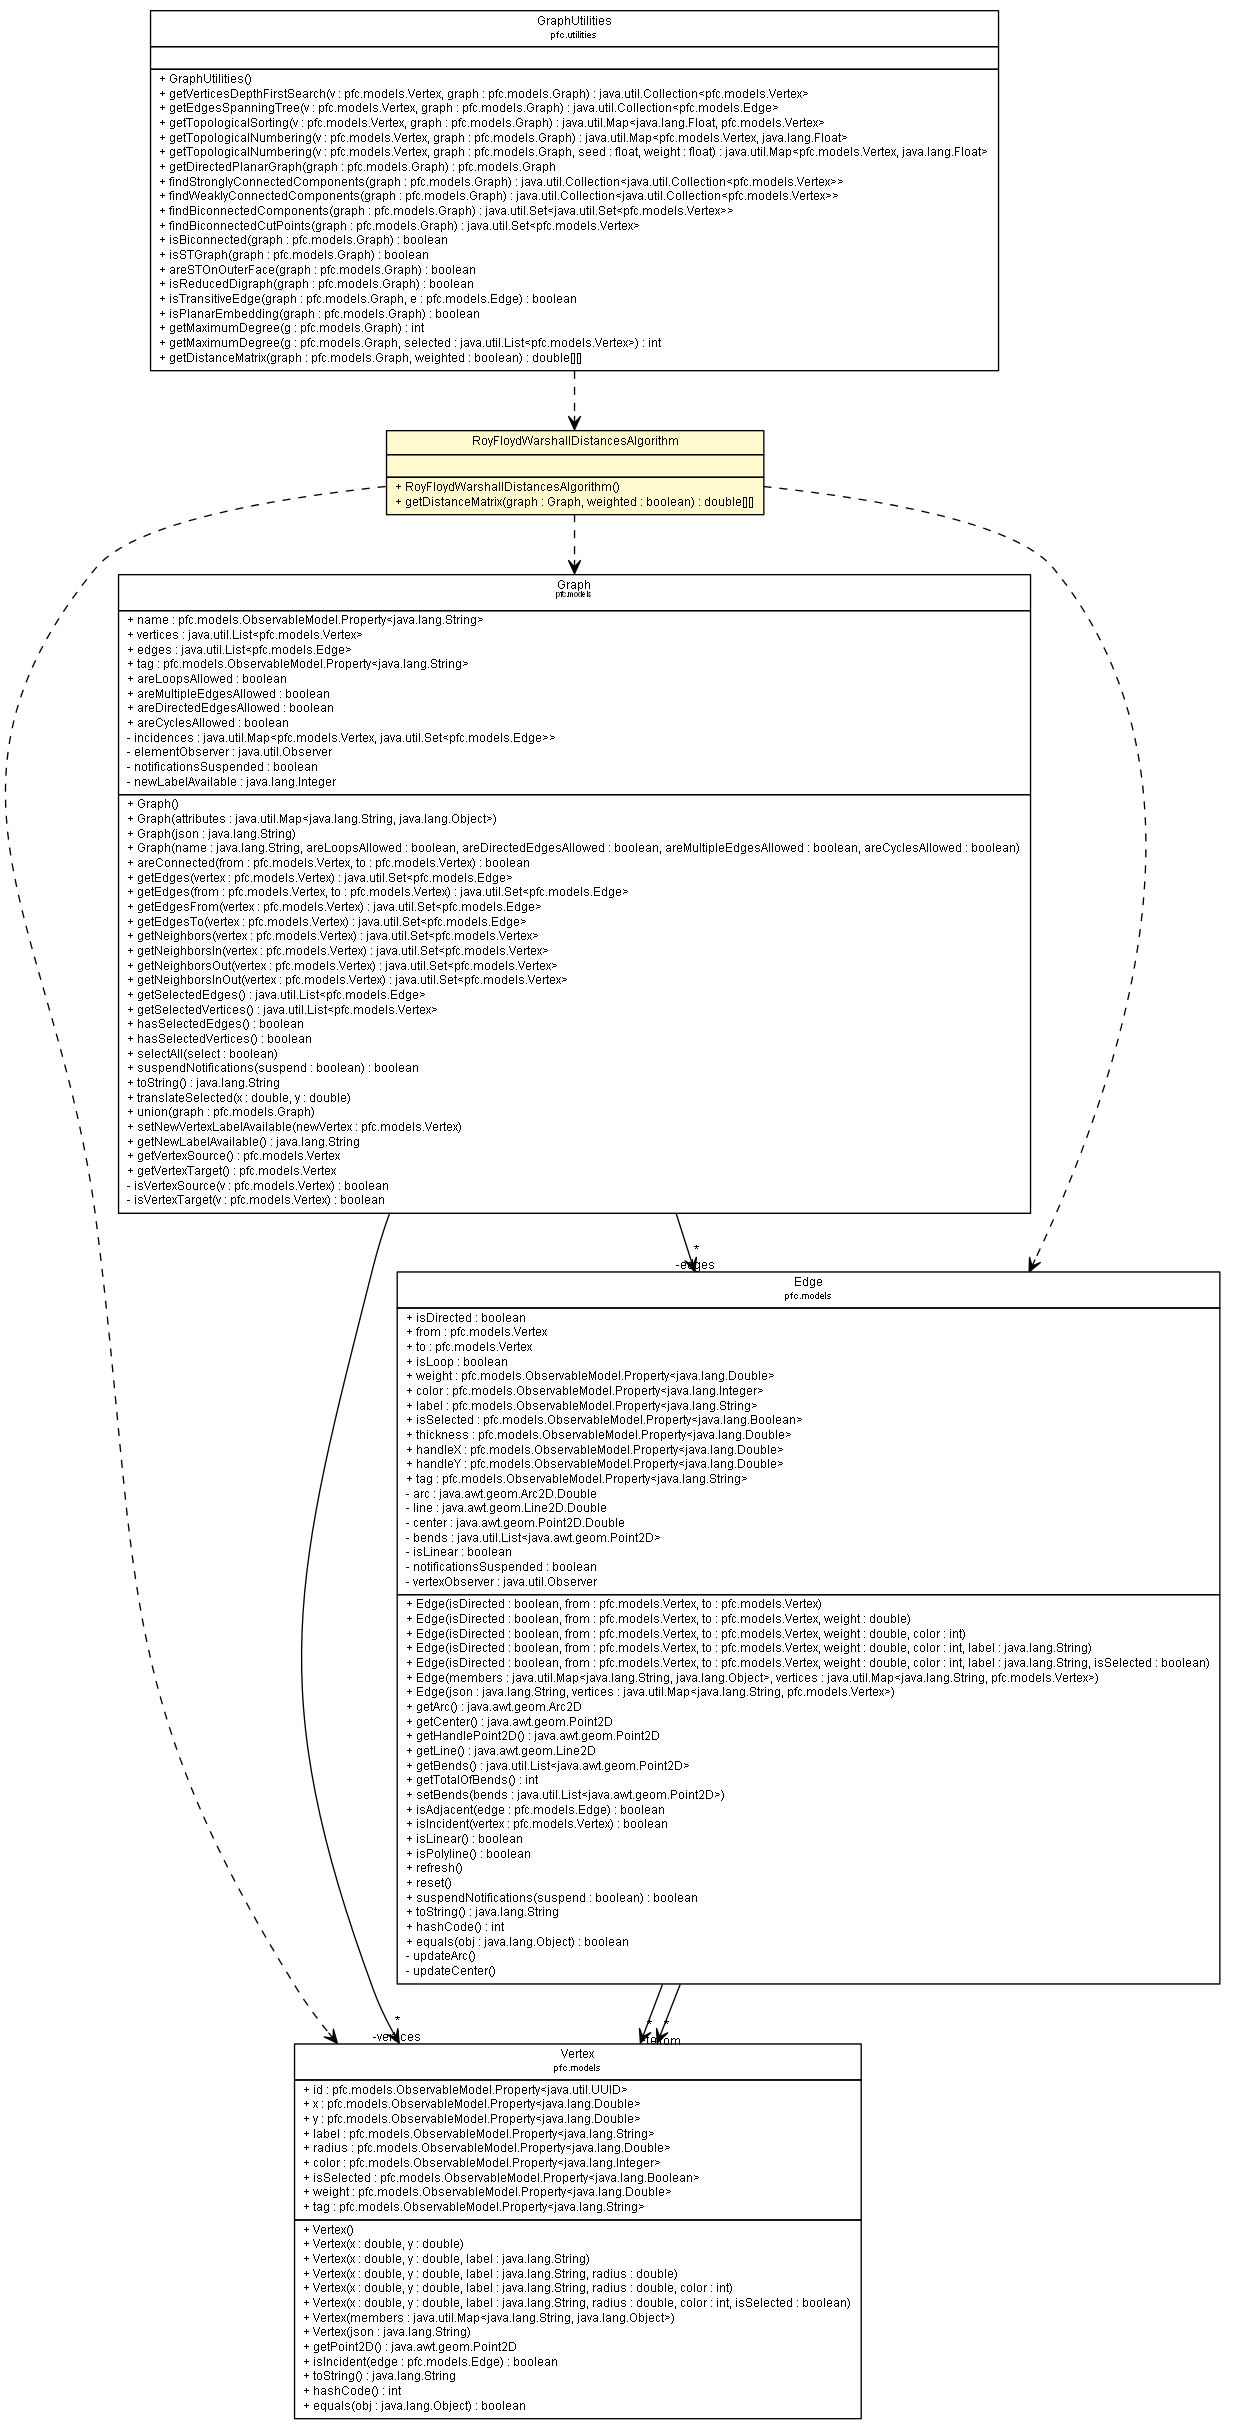 GraphUtilities
pfc.utilities
+ GraphUtilities()
+ getVerticesDepthFirstSearch(v : pfc.models.Vertex, graph : pfc.models.Graph) : java.util.Collection<pfc.models.Vertex>
+ getEdgesSpanningTree(v : pfc.models.Vertex, graph : pfc.models.Graph) : java.util.Collection<pfc.models.Edge>
+ getTopologicalSorting(v : pfc.models.Vertex, graph : pfc.models.Graph) : java.util.Map<java.lang.Float, pfc.models.Vertex>
+ getTopologicalNumbering(v : pfc.models.Vertex, graph : pfc.models.Graph) : java.util.Map<pfc.models.Vertex, java.lang.Float>
+ getTopologicalNumbering(v : pfc.models.Vertex, graph : pfc.models.Graph, seed : float, weight : float) : java.util.Map<pfc.models.Vertex, java.lang.Float>
+ getDirectedPlanarGraph(graph : pfc.models.Graph) : pfc.models.Graph
+ findStronglyConnectedComponents(graph : pfc.models.Graph) : java.util.Collection<java.util.Collection<pfc.models.Vertex>>
+ findWeaklyConnectedComponents(graph : pfc.models.Graph) : java.util.Collection<java.util.Collection<pfc.models.Vertex>>
+ findBiconnectedComponents(graph : pfc.models.Graph) : java.util.Set<java.util.Set<pfc.models.Vertex>>
+ findBiconnectedCutPoints(graph : pfc.models.Graph) : java.util.Set<pfc.models.Vertex>
+ isBiconnected(graph : pfc.models.Graph) : boolean
+ isSTGraph(graph : pfc.models.Graph) : boolean
+ areSTOnOuterFace(graph : pfc.models.Graph) : boolean
+ isReducedDigraph(graph : pfc.models.Graph) : boolean
+ isTransitiveEdge(graph : pfc.models.Graph, e : pfc.models.Edge) : boolean
+ isPlanarEmbedding(graph : pfc.models.Graph) : boolean
+ getMaximumDegree(g : pfc.models.Graph) : int
+ getMaximumDegree(g : pfc.models.Graph, selected : java.util.List<pfc.models.Vertex>) : int
+ getDistanceMatrix(graph : pfc.models.Graph, weighted : boolean) : double[][]
RoyFloydWarshallDistancesAlgorithm
+ RoyFloydWarshallDistancesAlgorithm()
+ getDistanceMatrix(graph : Graph, weighted : boolean) : double[][]
Graph
pfc.models
+ name : pfc.models.ObservableModel.Property<java.lang.String>
+ vertices : java.util.List<pfc.models.Vertex>
+ edges : java.util.List<pfc.models.Edge>
+ tag : pfc.models.ObservableModel.Property<java.lang.String>
+ areLoopsAllowed : boolean
+ areMultipleEdgesAllowed : boolean
+ areDirectedEdgesAllowed : boolean
+ areCyclesAllowed : boolean
- incidences : java.util.Map<pfc.models.Vertex, java.util.Set<pfc.models.Edge>>
- elementObserver : java.util.Observer
- notificationsSuspended : boolean
- newLabelAvailable : java.lang.Integer
+ Graph()
+ Graph(attributes : java.util.Map<java.lang.String, java.lang.Object>)
+ Graph(json : java.lang.String)
+ Graph(name : java.lang.String, areLoopsAllowed : boolean, areDirectedEdgesAllowed : boolean, areMultipleEdgesAllowed : boolean, areCyclesAllowed : boolean)
+ areConnected(from : pfc.models.Vertex, to : pfc.models.Vertex) : boolean
+ getEdges(vertex : pfc.models.Vertex) : java.util.Set<pfc.models.Edge>
+ getEdges(from : pfc.models.Vertex, to : pfc.models.Vertex) : java.util.Set<pfc.models.Edge>
+ getEdgesFrom(vertex : pfc.models.Vertex) : java.util.Set<pfc.models.Edge>
+ getEdgesTo(vertex : pfc.models.Vertex) : java.util.Set<pfc.models.Edge>
+ getNeighbors(vertex : pfc.models.Vertex) : java.util.Set<pfc.models.Vertex>
+ getNeighborsIn(vertex : pfc.models.Vertex) : java.util.Set<pfc.models.Vertex>
+ getNeighborsOut(vertex : pfc.models.Vertex) : java.util.Set<pfc.models.Vertex>
+ getNeighborsInOut(vertex : pfc.models.Vertex) : java.util.Set<pfc.models.Vertex>
+ getSelectedEdges() : java.util.List<pfc.models.Edge>
+ getSelectedVertices() : java.util.List<pfc.models.Vertex>
+ hasSelectedEdges() : boolean
+ hasSelectedVertices() : boolean
+ selectAll(select : boolean)
+ suspendNotifications(suspend : boolean) : boolean
+ toString() : java.lang.String
+ translateSelected(x : double, y : double)
+ union(graph : pfc.models.Graph)
+ setNewVertexLabelAvailable(newVertex : pfc.models.Vertex)
+ getNewLabelAvailable() : java.lang.String
+ getVertexSource() : pfc.models.Vertex
+ getVertexTarget() : pfc.models.Vertex
- isVertexSource(v : pfc.models.Vertex) : boolean
- isVertexTarget(v : pfc.models.Vertex) : boolean
*
-edges
Edge
pfc.models
+ isDirected : boolean
+ from : pfc.models.Vertex
+ to : pfc.models.Vertex
+ isLoop : boolean
+ weight : pfc.models.ObservableModel.Property<java.lang.Double>
+ color : pfc.models.ObservableModel.Property<java.lang.Integer>
+ label : pfc.models.ObservableModel.Property<java.lang.String>
+ isSelected : pfc.models.ObservableModel.Property<java.lang.Boolean>
+ thickness : pfc.models.ObservableModel.Property<java.lang.Double>
+ handleX : pfc.models.ObservableModel.Property<java.lang.Double>
+ handleY : pfc.models.ObservableModel.Property<java.lang.Double>
+ tag : pfc.models.ObservableModel.Property<java.lang.String>
- arc : java.awt.geom.Arc2D.Double
- line : java.awt.geom.Line2D.Double
- center : java.awt.geom.Point2D.Double
- bends : java.util.List<java.awt.geom.Point2D>
- isLinear : boolean
- notificationsSuspended : boolean
- vertexObserver : java.util.Observer
+ Edge(isDirected : boolean, from : pfc.models.Vertex, to : pfc.models.Vertex)
+ Edge(isDirected : boolean, from : pfc.models.Vertex, to : pfc.models.Vertex, weight : double)
+ Edge(isDirected : boolean, from : pfc.models.Vertex, to : pfc.models.Vertex, weight : double, color : int)
+ Edge(isDirected : boolean, from : pfc.models.Vertex, to : pfc.models.Vertex, weight : double, color : int, label : java.lang.String)
+ Edge(isDirected : boolean, from : pfc.models.Vertex, to : pfc.models.Vertex, weight : double, color : int, label : java.lang.String, isSelected : boolean)
+ Edge(members : java.util.Map<java.lang.String, java.lang.Object>, vertices : java.util.Map<java.lang.String, pfc.models.Vertex>)
+ Edge(json : java.lang.String, vertices : java.util.Map<java.lang.String, pfc.models.Vertex>)
+ getArc() : java.awt.geom.Arc2D
+ getCenter() : java.awt.geom.Point2D
+ getHandlePoint2D() : java.awt.geom.Point2D
+ getLine() : java.awt.geom.Line2D
+ getBends() : java.util.List<java.awt.geom.Point2D>
+ getTotalOfBends() : int
+ setBends(bends : java.util.List<java.awt.geom.Point2D>)
+ isAdjacent(edge : pfc.models.Edge) : boolean
+ isIncident(vertex : pfc.models.Vertex) : boolean
+ isLinear() : boolean
+ isPolyline() : boolean
+ refresh()
+ reset()
+ suspendNotifications(suspend : boolean) : boolean
+ toString() : java.lang.String
+ hashCode() : int
+ equals(obj : java.lang.Object) : boolean
- updateArc()
- updateCenter()
* * *
-vertices
Vertex
pfc.models
+ id : pfc.models.ObservableModel.Property<java.util.UUID>
+ x : pfc.models.ObservableModel.Property<java.lang.Double>
+ y : pfc.models.ObservableModel.Property<java.lang.Double>
+ label : pfc.models.ObservableModel.Property<java.lang.String>
+ radius : pfc.models.ObservableModel.Property<java.lang.Double>
+ color : pfc.models.ObservableModel.Property<java.lang.Integer>
+ isSelected : pfc.models.ObservableModel.Property<java.lang.Boolean>
+ weight : pfc.models.ObservableModel.Property<java.lang.Double>
+ tag : pfc.models.ObservableModel.Property<java.lang.String>
+ Vertex()
+ Vertex(x : double, y : double)
+ Vertex(x : double, y : double, label : java.lang.String)
+ Vertex(x : double, y : double, label : java.lang.String, radius : double)
+ Vertex(x : double, y : double, label : java.lang.String, radius : double, color : int)
+ Vertex(x : double, y : double, label : java.lang.String, radius : double, color : int, isSelected : boolean)
+ Vertex(members : java.util.Map<java.lang.String, java.lang.Object>)
+ Vertex(json : java.lang.String)
+ getPoint2D() : java.awt.geom.Point2D
+ isIncident(edge : pfc.models.Edge) : boolean
+ toString() : java.lang.String
+ hashCode() : int
+ equals(obj : java.lang.Object) : boolean